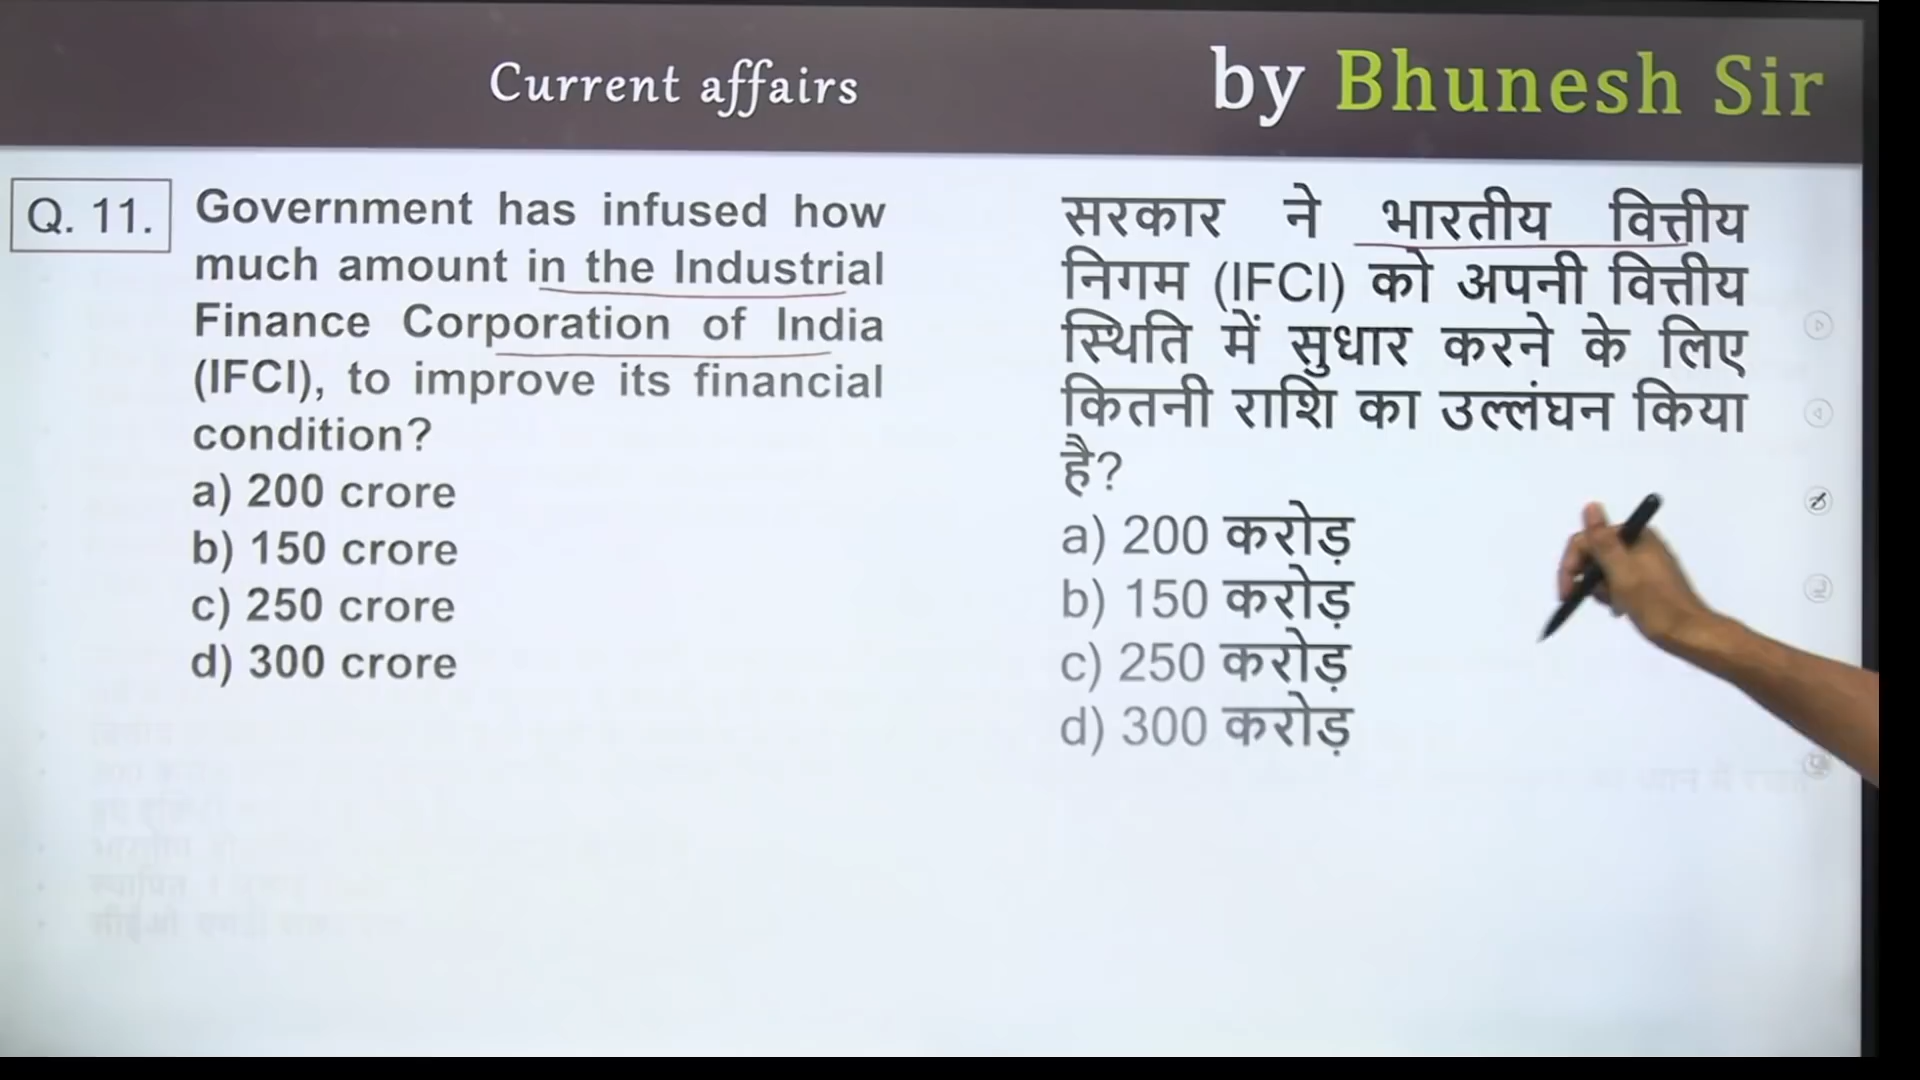 Current affairs
by Bhunesh Sir
Q. 11.
Government has infused how
much amount in the Industrial
Finance Corporation of India
(IFCI), to improve its financial
condition?
a) 200 crore
b) 150 crore
c) 250 crore
d) 300 crore
सरकार ने भारतीय वित्तीय
निगम (IFCI) को अपनी वित्तीय
स्थिति में सुधार करने के लिए
कितनी राशि का उल्लंघन किया
है?
a) 200 करोड़
b) 150 करोड़
c) 250 करोड़
d) 300 करोड़